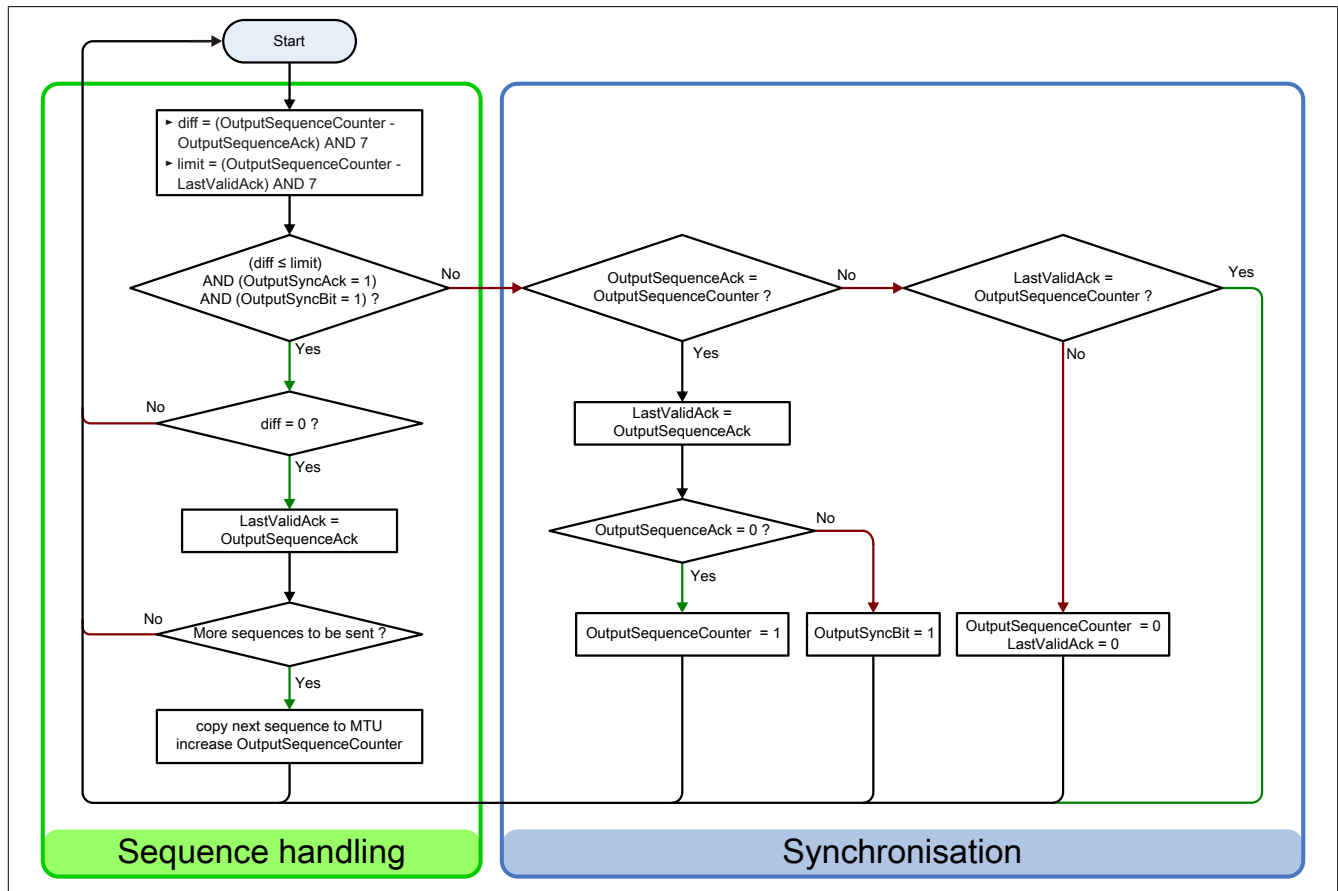 Start
► diff = (OutputSequenceCounter -
OutputSequenceAck) AND 7
► limit = (OutputSequenceCounter -
LastValidAck) AND 7
(diff ≤ limit)
AND (OutputSyncAck = 1)
AND (OutputSyncBit = 1) ?
No
Yes
diff = 0 ?
No
Yes
LastValidAck =
OutputSequenceAck
More sequences to be sent ?
No
Yes
copy next sequence to MTU
increase OutputSequenceCounter
Sequence handling
OutputSequenceAck =
OutputSequenceCounter ?
No
Yes
LastValidAck =
OutputSequenceAck
OutputSequenceAck = 0 ?
No
Yes
OutputSequenceCounter = 1
OutputSyncBit = 1
LastValidAck =
OutputSequenceCounter ?
Yes
No
OutputSequenceCounter = 0
LastValidAck = 0
Synchronisation